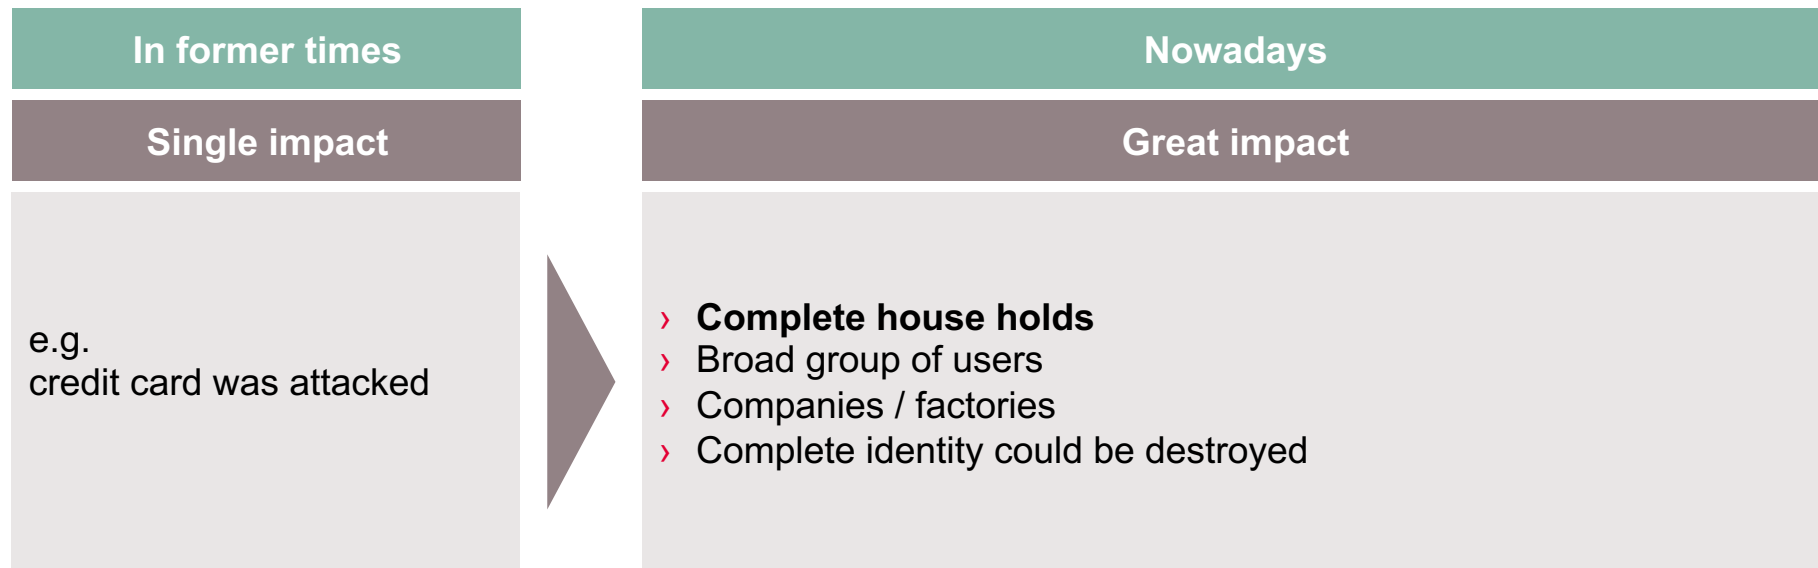 In former times
Single impact
e.g.
credit card was attacked
Nowadays
Great impact
› Complete house holds
› Broad group of users
› Companies / factories
› Complete identity could be destroyed